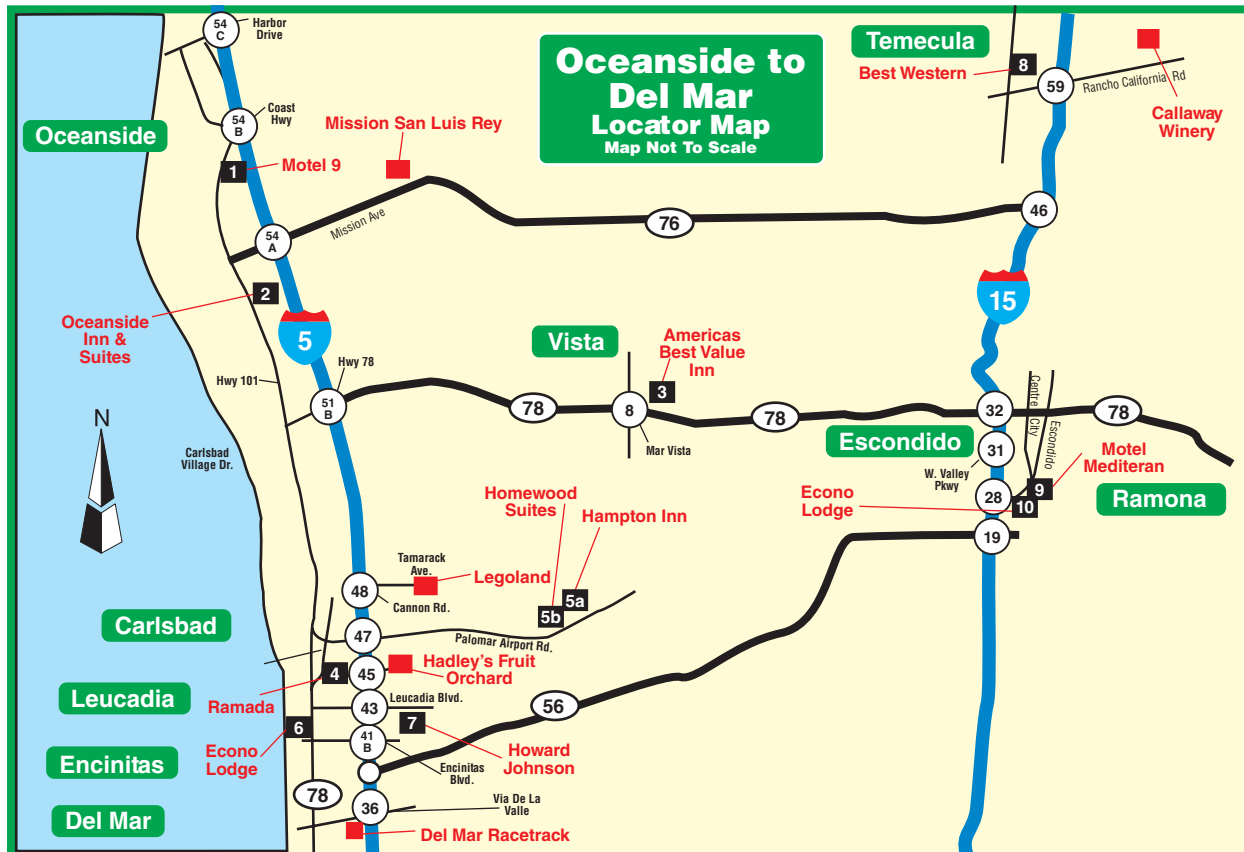 54
C
Harbor
Drive
Oceanside to
Del Mar
Locator Map
Map Not To Scale
Temecula
Best Western
8
59
Rancho California Rd
Callaway
Winery
Oceanside
54
B
Coast
Hwy
Mission San Luis Rey
1
Motel 9
54
A
Mission Ave
76
46
2
Oceanside
Inn &
Suites
5
15
Vista
Americas
Best Value
Inn
3
Hwy 101
Hwy 78
51
B
78
8
78
32
78
Mar Vista
Centre City
Escondido
Escondido
31
W. Valley
Pkwy
Motel
Mediteran
N
Carlsbad
Village Dr.
Homewood
Suites
Hampton Inn
Econo
Lodge
28
9
10
Ramona
19
Tamarack
Ave.
Legoland
48
Cannon Rd.
5a
5b
Carlsbad
47
Palomar Airport Rd.
Hadley's Fruit
Orchard
4
45
Leucadia
Ramada
43
Leucadia Blvd.
56
6
7
Econo
Lodge
41
B
Howard
Johnson
Encinitas
Encinitas
Blvd.
78
36
Via De La
Valle
Del Mar
Del Mar Racetrack